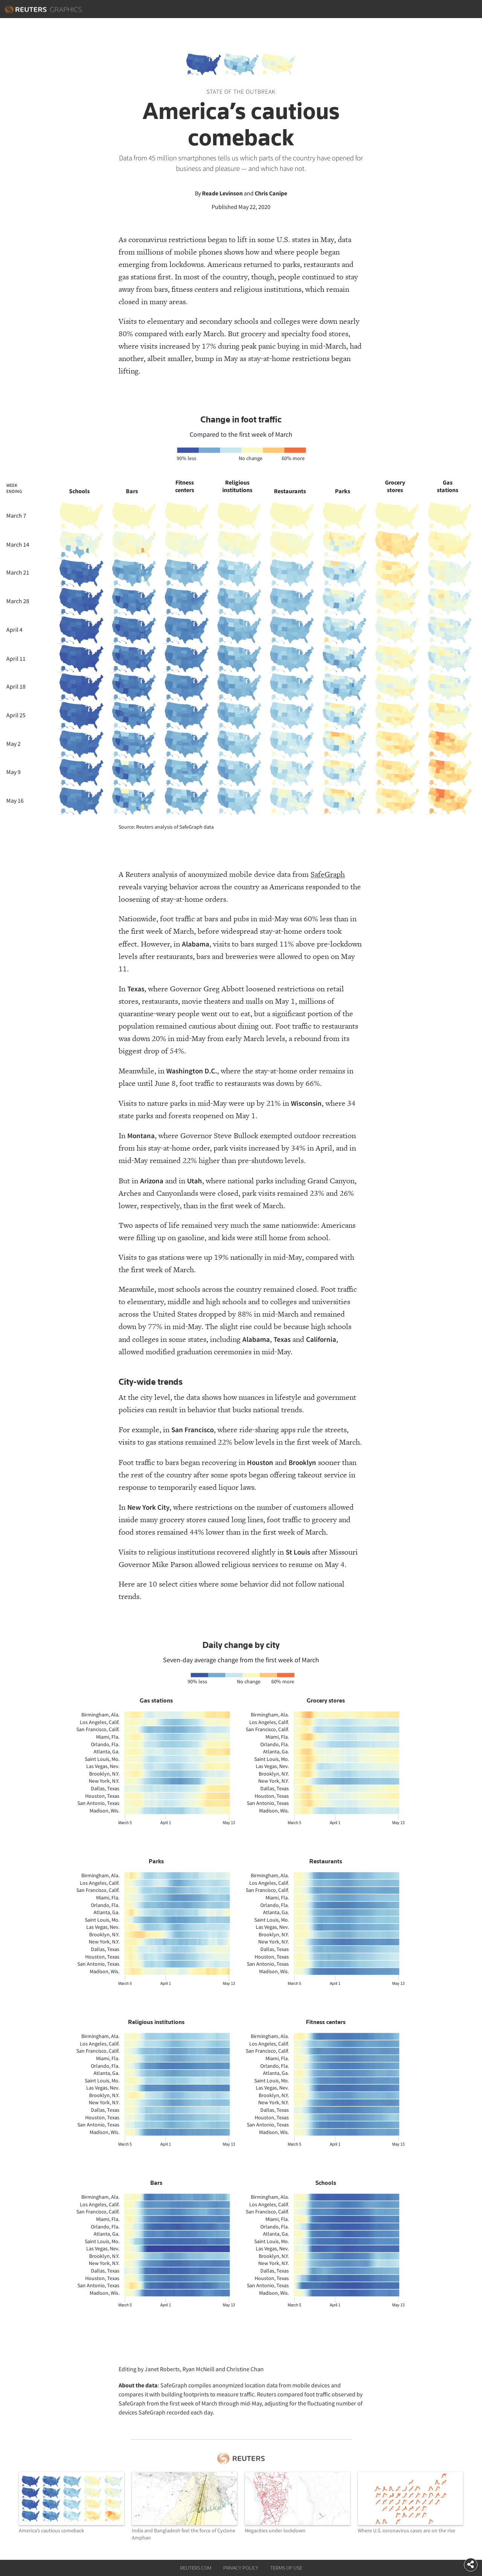 REUTERS GRAPHICS
STATE OF THE OUTBREAK
America's cautious
comeback
Data from 45 million smartphones tells us which parts of the country have opened for
business and pleasure — and which have not.
By Reade Levinson and Chris Canipe
Published May 22, 2020
As coronavirus restrictions began to lift in some U.S. states in May, data
from millions of mobile phones shows how and where people began
emerging from lockdowns. Americans returned to parks, restaurants and
gas stations first. In most of the country, though, people continued to stay
away from bars, fitness centers and religious institutions, which remain
closed in many areas.
Visits to elementary and secondary schools and colleges were down nearly
80% compared with early March. But grocery and specialty food stores,
where visits increased by 17% during peak panic buying in mid-March, had
another, albeit smaller, bump in May as stay-at-home restrictions began
lifting.
Change in foot traffic
Compared to the first week of March
90% less No change 60% more
WEEK
ENDING
Schools
Bars
Fitness
centers
Religious
institutions
Restaurants
Parks
Grocery
stores
Gas
stations
March 7
March 14
March 21
March 28
April 4
April 11
April 18
April 25
May 2
May 9
May 16
Source: Reuters analysis of SafeGraph data
A Reuters analysis of anonymized mobile device data from SafeGraph
reveals varying behavior across the country as Americans responded to the
loosening of stay-at-home orders.
Nationwide, foot traffic at bars and pubs in mid-May was 60% less than in
the first week of March, before widespread stay-at-home orders took
effect. However, in Alabama, visits to bars surged 11% above pre-lockdown
levels after restaurants, bars and breweries were allowed to open on May
11.
In Texas, where Governor Greg Abbott loosened restrictions on retail
stores, restaurants, movie theaters and malls on May 1, millions of
quarantine-weary people went out to eat, but a significant portion of the
population remained cautious about dining out. Foot traffic to restaurants
was down 20% in mid-May from early March levels, a rebound from its
biggest drop of 54%.
Meanwhile, in Washington D.C., where the stay-at-home order remains in
place until June 8, foot traffic to restaurants was down by 66%.
Visits to nature parks in mid-May were up by 21% in Wisconsin, where 34
state parks and forests reopened on May 1.
In Montana, where Governor Steve Bullock exempted outdoor recreation
from his stay-at-home order, park visits increased by 34% in April, and in
mid-May remained 22% higher than pre-shutdown levels.
But in Arizona and in Utah, where national parks including Grand Canyon,
Arches and Canyonlands were closed, park visits remained 23% and 26%
lower, respectively, than in the first week of March.
Two aspects of life remained very much the same nationwide: Americans
were filling up on gasoline, and kids were still home from school.
Visits to gas stations were up 19% nationally in mid-May, compared with
the first week of March.
Meanwhile, most schools across the country remained closed. Foot traffic
to elementary, middle and high schools and to colleges and universities
across the United States dropped by 88% in mid-March and remained
down by 77% in mid-May. The slight rise could be because high schools
and colleges in some states, including Alabama, Texas and California,
allowed modified graduation ceremonies in mid-May.
City-wide trends
At the city level, the data shows how nuances in lifestyle and government
policies can result in behavior that bucks national trends.
For example, in San Francisco, where ride-sharing apps rule the streets,
visits to gas stations remained 22% below levels in the first week of March.
Foot traffic to bars began recovering in Houston and Brooklyn sooner than
the rest of the country after some spots began offering takeout service in
response to temporarily eased liquor laws.
In New York City, where restrictions on the number of customers allowed
inside many grocery stores caused long lines, foot traffic to grocery and
food stores remained 44% lower than in the first week of March.
Visits to religious institutions recovered slightly in St Louis after Missouri
Governor Mike Parson allowed religious services to resume on May 4.
Here are 10 select cities where some behavior did not follow national
trends.
Daily change by city
Seven-day average change from the first week of March
90% less No change 60% more
Gas stations
Birmingham, Ala.
Los Angeles, Calif.
San Francisco, Calif.
Miami, Fla.
Orlando, Fla.
Atlanta, Ga.
Saint Louis, Mo.
Las Vegas, Nev.
Brooklyn, N.Y.
New York, N.Y.
Dallas, Texas
Houston, Texas
San Antonio, Texas
Madison, Wis.
March 5 April 1 May 13
Grocery stores
Birmingham, Ala.
Los Angeles, Calif.
San Francisco, Calif.
Miami, Fla.
Orlando, Fla.
Atlanta, Ga.
Saint Louis, Mo.
Las Vegas, Nev.
Brooklyn, N.Y.
New York, N.Y.
Dallas, Texas
Houston, Texas
San Antonio, Texas
Madison, Wis.
March 5 April 1 May 13
Parks
Birmingham, Ala.
Los Angeles, Calif.
San Francisco, Calif.
Miami, Fla.
Orlando, Fla.
Atlanta, Ga.
Saint Louis, Mo.
Las Vegas, Nev.
Brooklyn, N.Y.
New York, N.Y.
Dallas, Texas
Houston, Texas
San Antonio, Texas
Madison, Wis.
March 5 April 1 May 13
Restaurants
Birmingham, Ala.
Los Angeles, Calif.
San Francisco, Calif.
Miami, Fla.
Orlando, Fla.
Atlanta, Ga.
Saint Louis, Mo.
Las Vegas, Nev.
Brooklyn, N.Y.
New York, N.Y.
Dallas, Texas
Houston, Texas
San Antonio, Texas
Madison, Wis.
March 5 April 1 May 13
Religious institutions
Birmingham, Ala.
Los Angeles, Calif.
San Francisco, Calif.
Miami, Fla.
Orlando, Fla.
Atlanta, Ga.
Saint Louis, Mo.
Las Vegas, Nev.
Brooklyn, N.Y.
New York, N.Y.
Dallas, Texas
Houston, Texas
San Antonio, Texas
Madison, Wis.
March 5 April 1 May 13
Fitness centers
Birmingham, Ala.
Los Angeles, Calif.
San Francisco, Calif.
Miami, Fla.
Orlando, Fla.
Atlanta, Ga.
Saint Louis, Mo.
Las Vegas, Nev.
Brooklyn, N.Y.
New York, N.Y.
Dallas, Texas
Houston, Texas
San Antonio, Texas
Madison, Wis.
March 5 April 1 May 13
Bars
Birmingham, Ala.
Los Angeles, Calif.
San Francisco, Calif.
Miami, Fla.
Orlando, Fla.
Atlanta, Ga.
Saint Louis, Mo.
Las Vegas, Nev.
Brooklyn, N.Y.
New York, N.Y.
Dallas, Texas
Houston, Texas
San Antonio, Texas
Madison, Wis.
March 5 April 1 May 13
Schools
Birmingham, Ala.
Los Angeles, Calif.
San Francisco, Calif.
Miami, Fla.
Orlando, Fla.
Atlanta, Ga.
Saint Louis, Mo.
Las Vegas, Nev.
Brooklyn, N.Y.
New York, N.Y.
Dallas, Texas
Houston, Texas
San Antonio, Texas
Madison, Wis.
March 5 April 1 May 13
Editing by Janet Roberts, Ryan McNeill and Christine Chan
About the data: SafeGraph compiles anonymized location data from mobile devices and
compares it with building footprints to measure traffic. Reuters compared foot traffic observed by
SafeGraph from the first week of March through mid-May, adjusting for the fluctuating number of
devices SafeGraph recorded each day.
REUTERS
America's cautious comeback
India and Bangladesh feel the force of Cyclone
Amphan
Megacities under lockdown
Where U.S. coronavirus cases are on the rise
REUTERS.COM PRIVACY POLICY TERMS OF USE